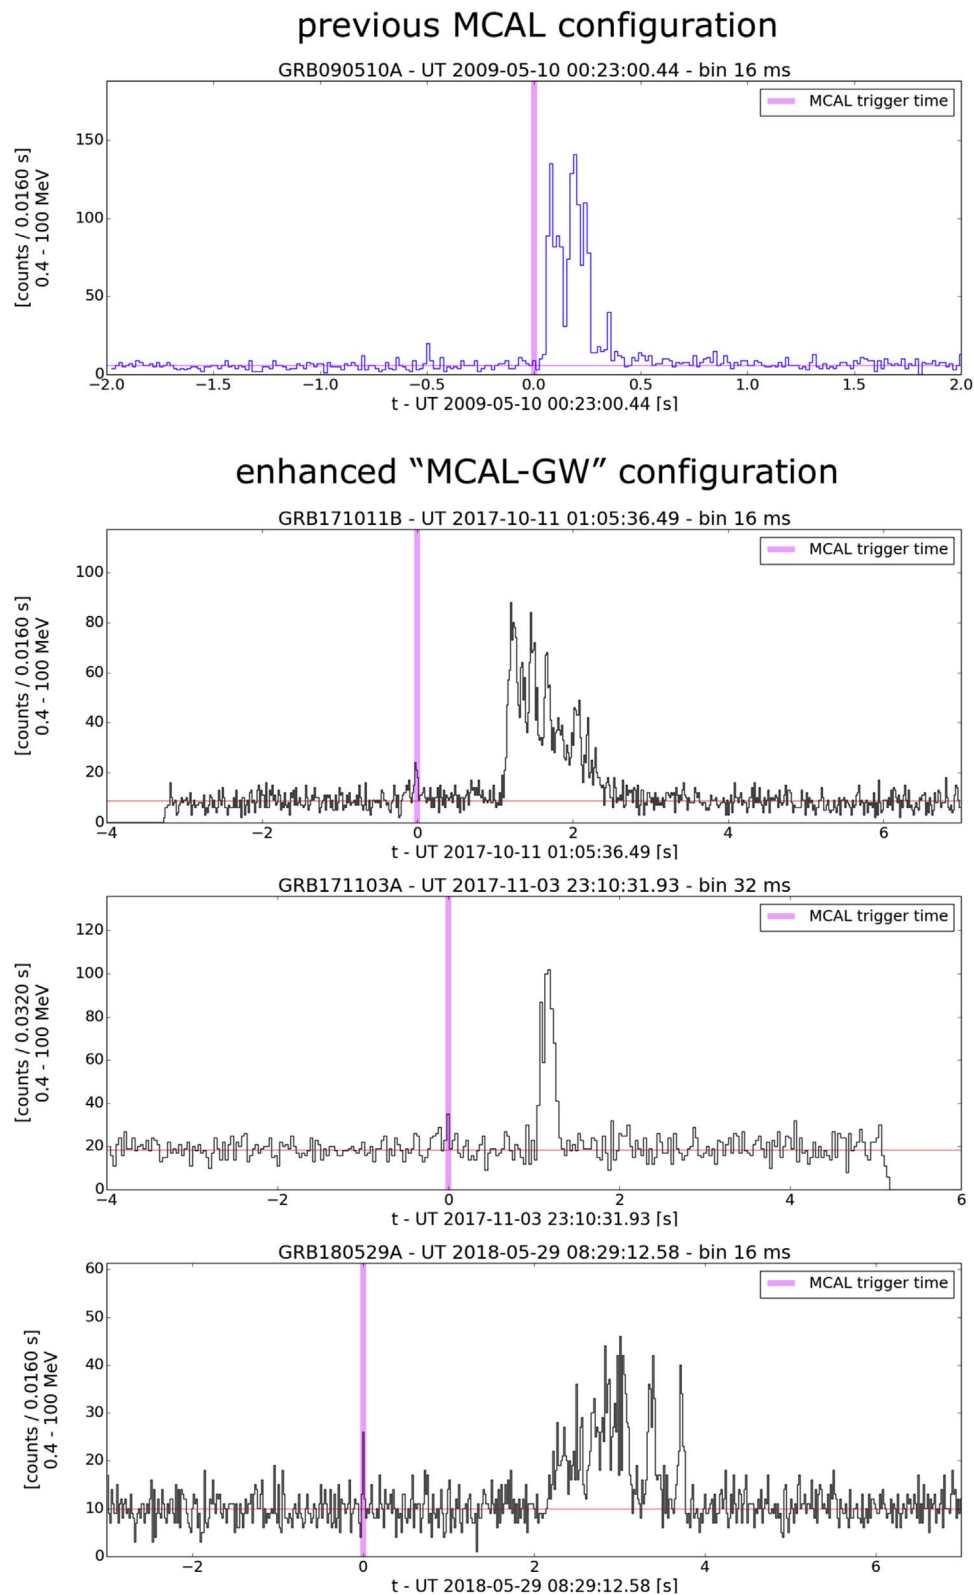 previous MCAL configuration
GRB090510A - UT 2009-05-10 00:23:00.44 - bin 16 ms
MCAL trigger time
[counts / 0.0160 s]
0.4 - 100 MeV
150
100
50
0
−2.0 −1.5 −1.0 −0.5 0.0 0.5 1.0 1.5 2.0
t - UT 2009-05-10 00:23:00.44 [s]
enhanced “MCAL-GW” configuration
GRB171011B - UT 2017-10-11 01:05:36.49 - bin 16 ms
MCAL trigger time
[counts / 0.0160 s]
0.4 - 100 MeV
100
80
60
40
20
0
−4 −2 0 2 4 6
t - UT 2017-10-11 01:05:36.49 [s]
GRB171103A - UT 2017-11-03 23:10:31.93 - bin 32 ms
MCAL trigger time
[counts / 0.0320 s]
0.4 - 100 MeV
120
100
80
60
40
20
0
−4 −2 0 2 4 6
t - UT 2017-11-03 23:10:31.93 [s]
GRB180529A - UT 2018-05-29 08:29:12.58 - bin 16 ms
MCAL trigger time
[counts / 0.0160 s]
0.4 - 100 MeV
60
50
40
30
20
10
0
−2 0 2 4 6
t - UT 2018-05-29 08:29:12.58 [s]